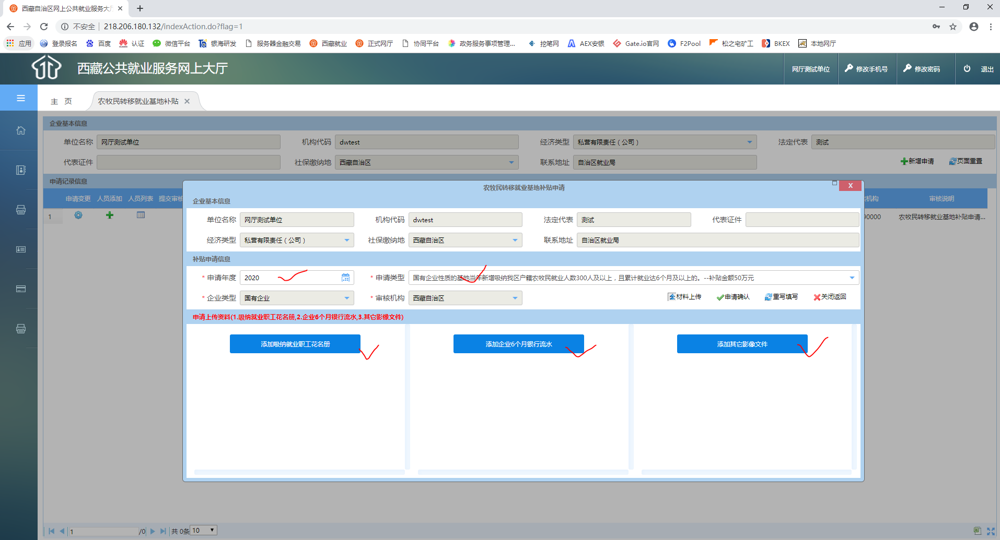 西藏自治区网上公共就业服务大厅
不安全 218.206.180.132/indexAction.do?flag=1
应用 登录报名 百度 认证 微信平台 银海研发 服务器金融交易 西藏就业 正式网厅 协同平台 政务服务事项管理... 挖笔网 AEX安银 Gate.io官网 F2Pool 松之宅矿工 BKEX 本地网厅
西藏公共就业服务网上大厅 网厅测试单位 修改手机号 修改密码 退出
主 页 农牧民转移就业基地补贴
企业基本信息
单位名称 网厅测试单位 机构代码 dwtest 经济类型 私营有限责任(公司) 法定代表 测试
代表证件 社保缴纳地 西藏自治区 联系地址 自治区就业局 新增申请 页面重置
申请记录信息
申请变更 人员添加 人员列表 提交审核 机构 审核说明
1 90000 农牧民转移就业基地补贴申请...
农牧民转移就业基地补贴申请 X
企业基本信息
单位名称 网厅测试单位 机构代码 dwtest 法定代表 测试 代表证件
经济类型 私营有限责任(公司) 社保缴纳地 西藏自治区 联系地址 自治区就业局
补贴申请信息
* 申请年度 2020 * 申请类型 国有企业性质的基地当年新增吸纳我区户籍农牧民就业人数300人及以上，且累计就业达6个月及以上的。--补贴金额50万元
* 企业类型 国有企业 * 审核机构 西藏自治区 材料上传 申请确认 重写填写 关闭返回
申请上传资料(1.吸纳就业职工花名册,2.企业6个月银行流水,3.其它影像文件)
添加吸纳就业职工花名册 添加企业6个月银行流水 添加其它影像文件
1 /0 共 0条 10